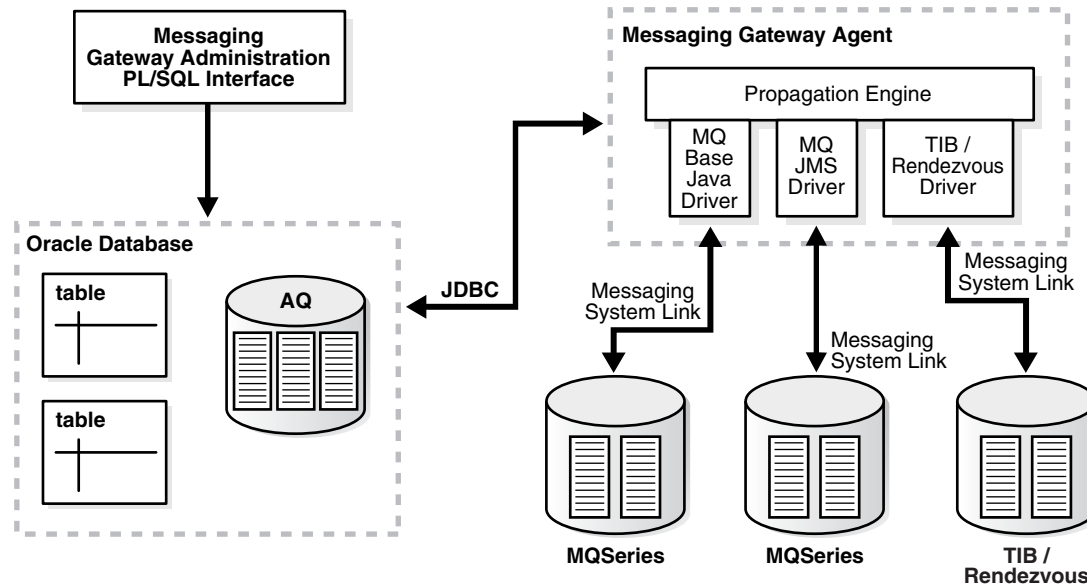 Messaging
Gateway Administration
PL/SQL Interface
Messaging Gateway Agent
Propagation Engine
MQ
Base
Java
Driver
MQ
JMS
Driver
TIB /
Rendezvous
Driver
Oracle Database
table
table
AQ
JDBC
Messaging
System Link
Messaging
System Link
Messaging
System Link
MQSeries
MQSeries
TIB /
Rendezvous